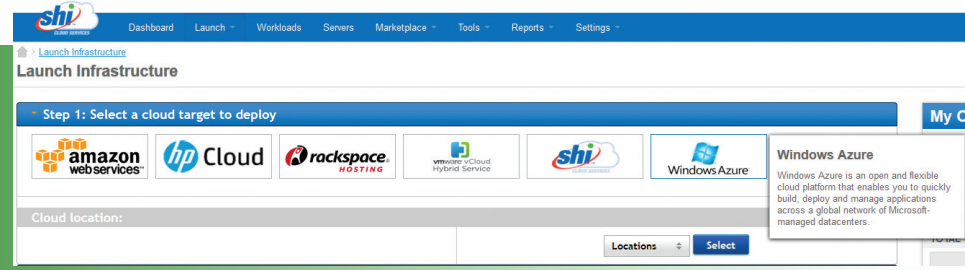 shi
CLOUD SERVICES
Dashboard Launch Workloads Servers Marketplace Tools Reports Settings
> Launch Infrastructure
Launch Infrastructure
Step 1: Select a cloud target to deploy
My
amazon
webservices™
hp Cloud
rackspace.
HOSTING
vmware vCloud
Hybrid Service
shi
CLOUD SERVICES
Windows Azure
Windows Azure
Windows Azure is an open and flexible
cloud platform that enables you to quickly
build, deploy and manage applications
across a global network of Microsoft-
managed datacenters.
Cloud location:
Locations
Select